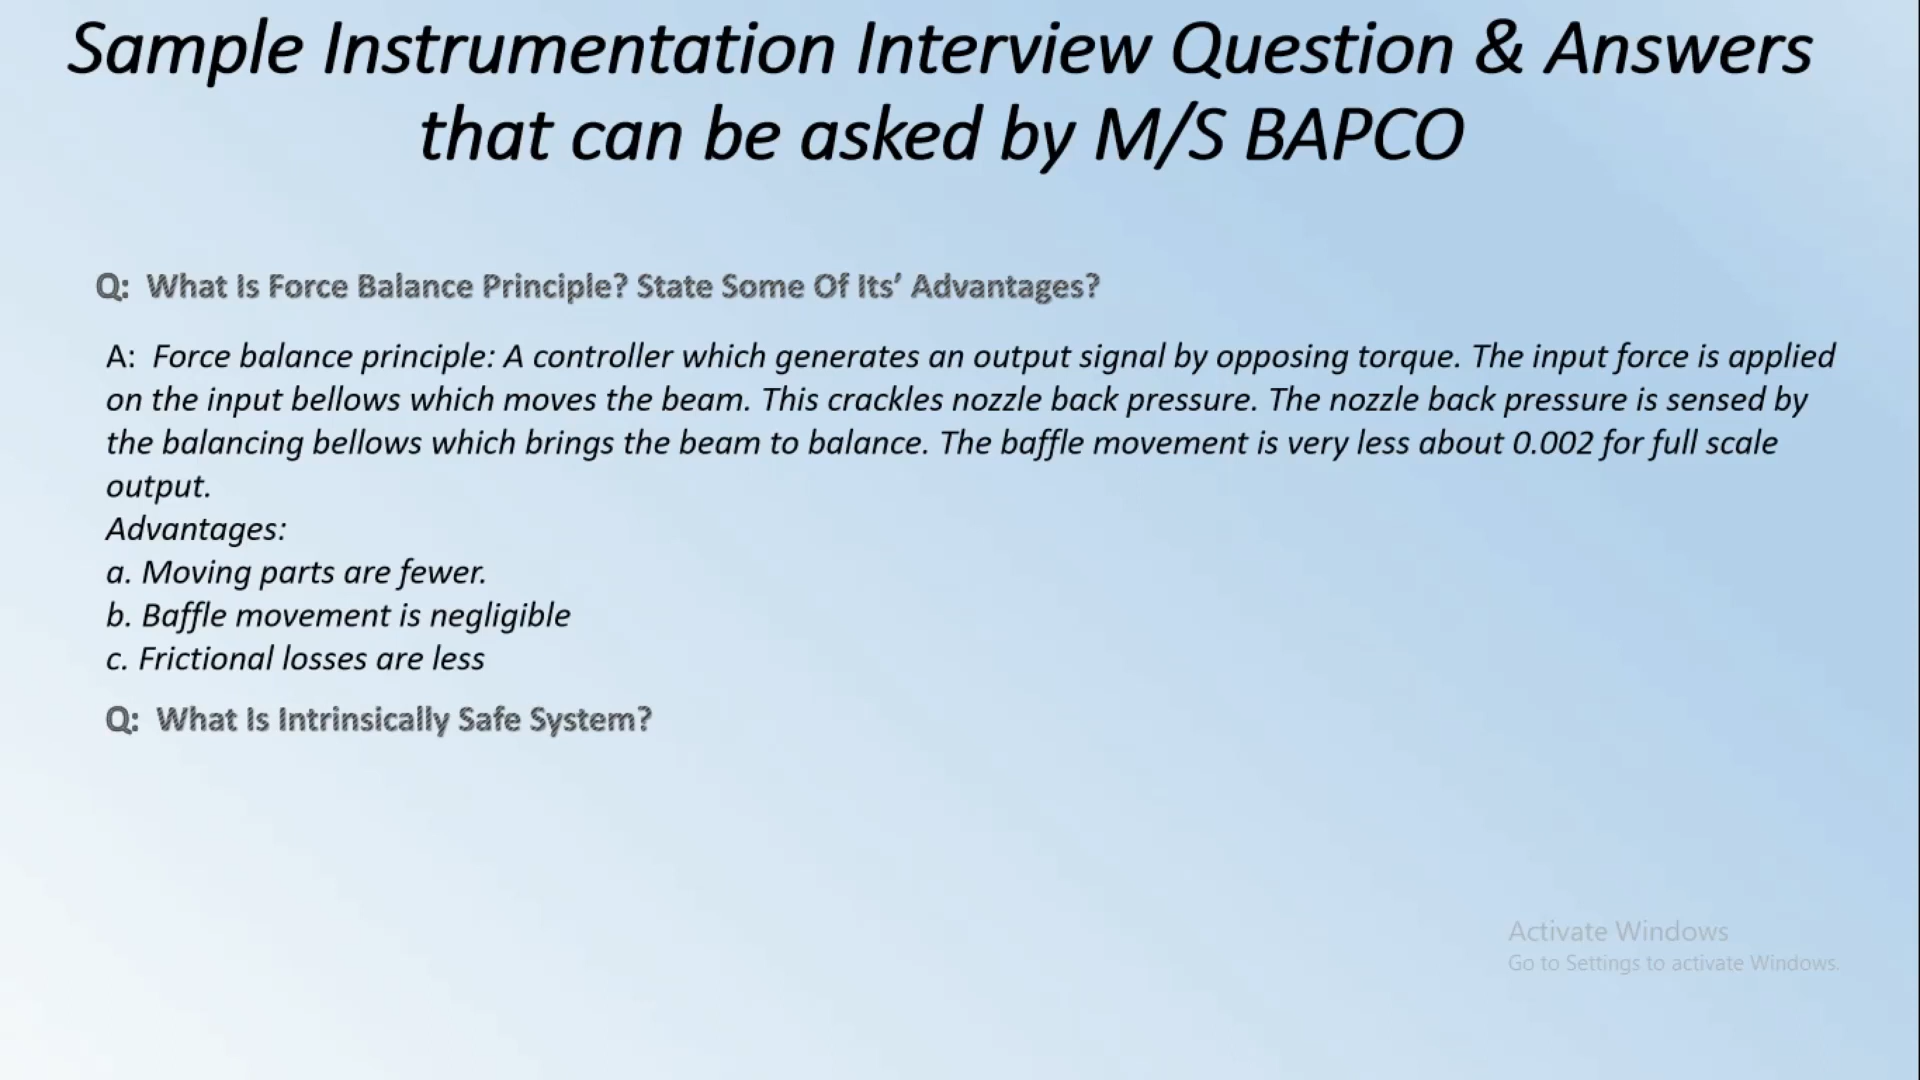 Sample Instrumentation Interview Question & Answers
that can be asked by M/S BAPCO
Q: What Is Force Balance Principle? State Some Of Its’ Advantages?
A: Force balance principle: A controller which generates an output signal by opposing torque. The input force is applied
on the input bellows which moves the beam. This crackles nozzle back pressure. The nozzle back pressure is sensed by
the balancing bellows which brings the beam to balance. The baffle movement is very less about 0.002 for full scale
output.
Advantages:
a. Moving parts are fewer.
b. Baffle movement is negligible
c. Frictional losses are less
Q: What Is Intrinsically Safe System?
Activate Windows
Go to Settings to activate Windows.